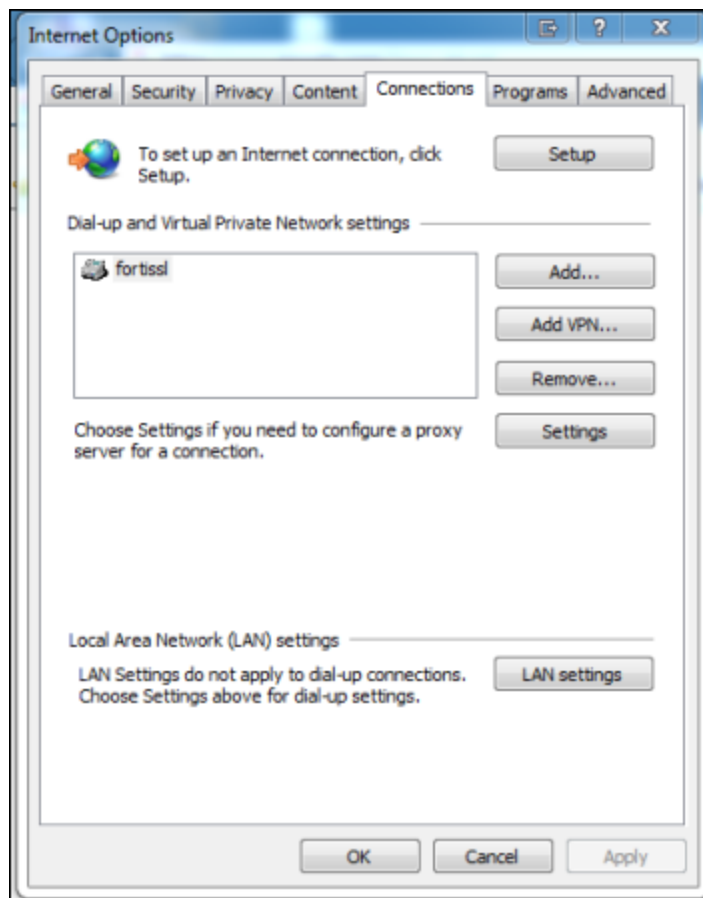 Internet Options
General Security Privacy Content Connections Programs Advanced
To set up an Internet connection, click
Setup.
Setup
Dial-up and Virtual Private Network settings
fortissl
Add...
Add VPN...
Remove...
Choose Settings if you need to configure a proxy
server for a connection.
Settings
Local Area Network (LAN) settings
LAN Settings do not apply to dial-up connections.
Choose Settings above for dial-up settings.
LAN settings
OK Cancel Apply